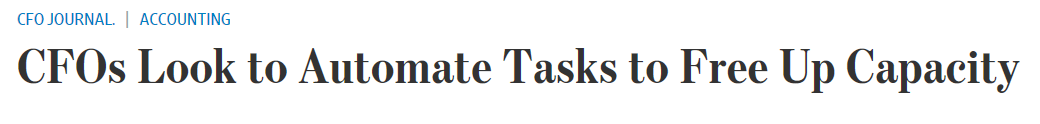 CFO JOURNAL. | ACCOUNTING
CFOs Look to Automate Tasks to Free Up Capacity